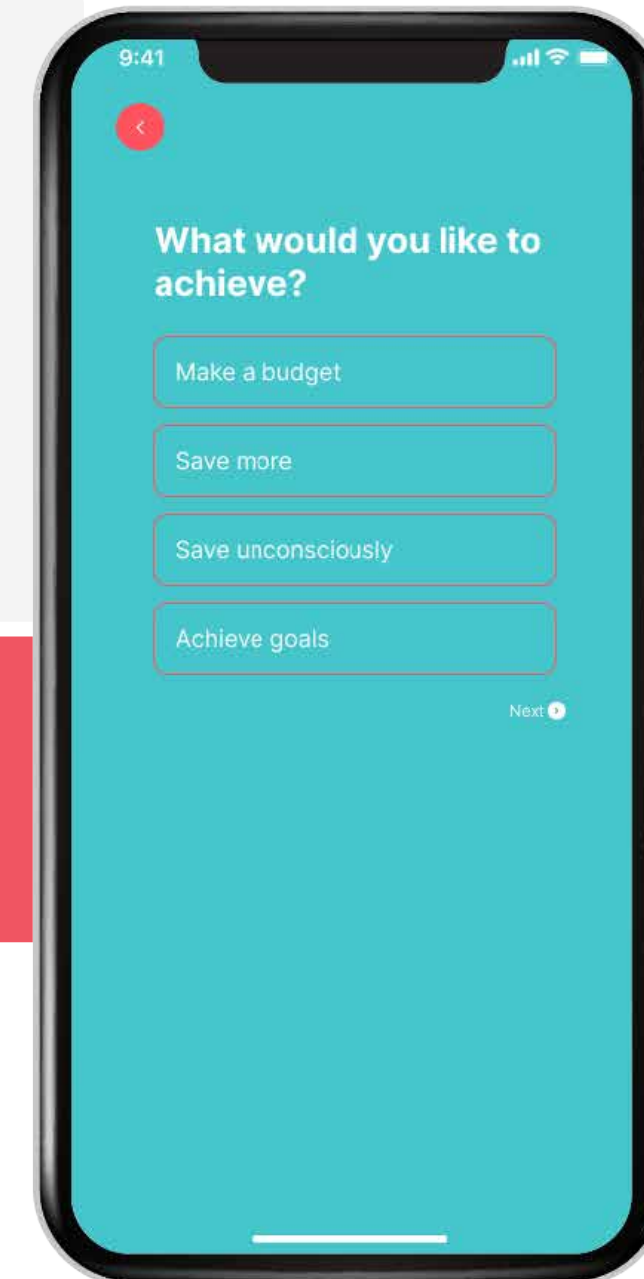 9:41
What would you like to
achieve?
Make a budget
Save more
Save unconsciously
Achieve goals
Next